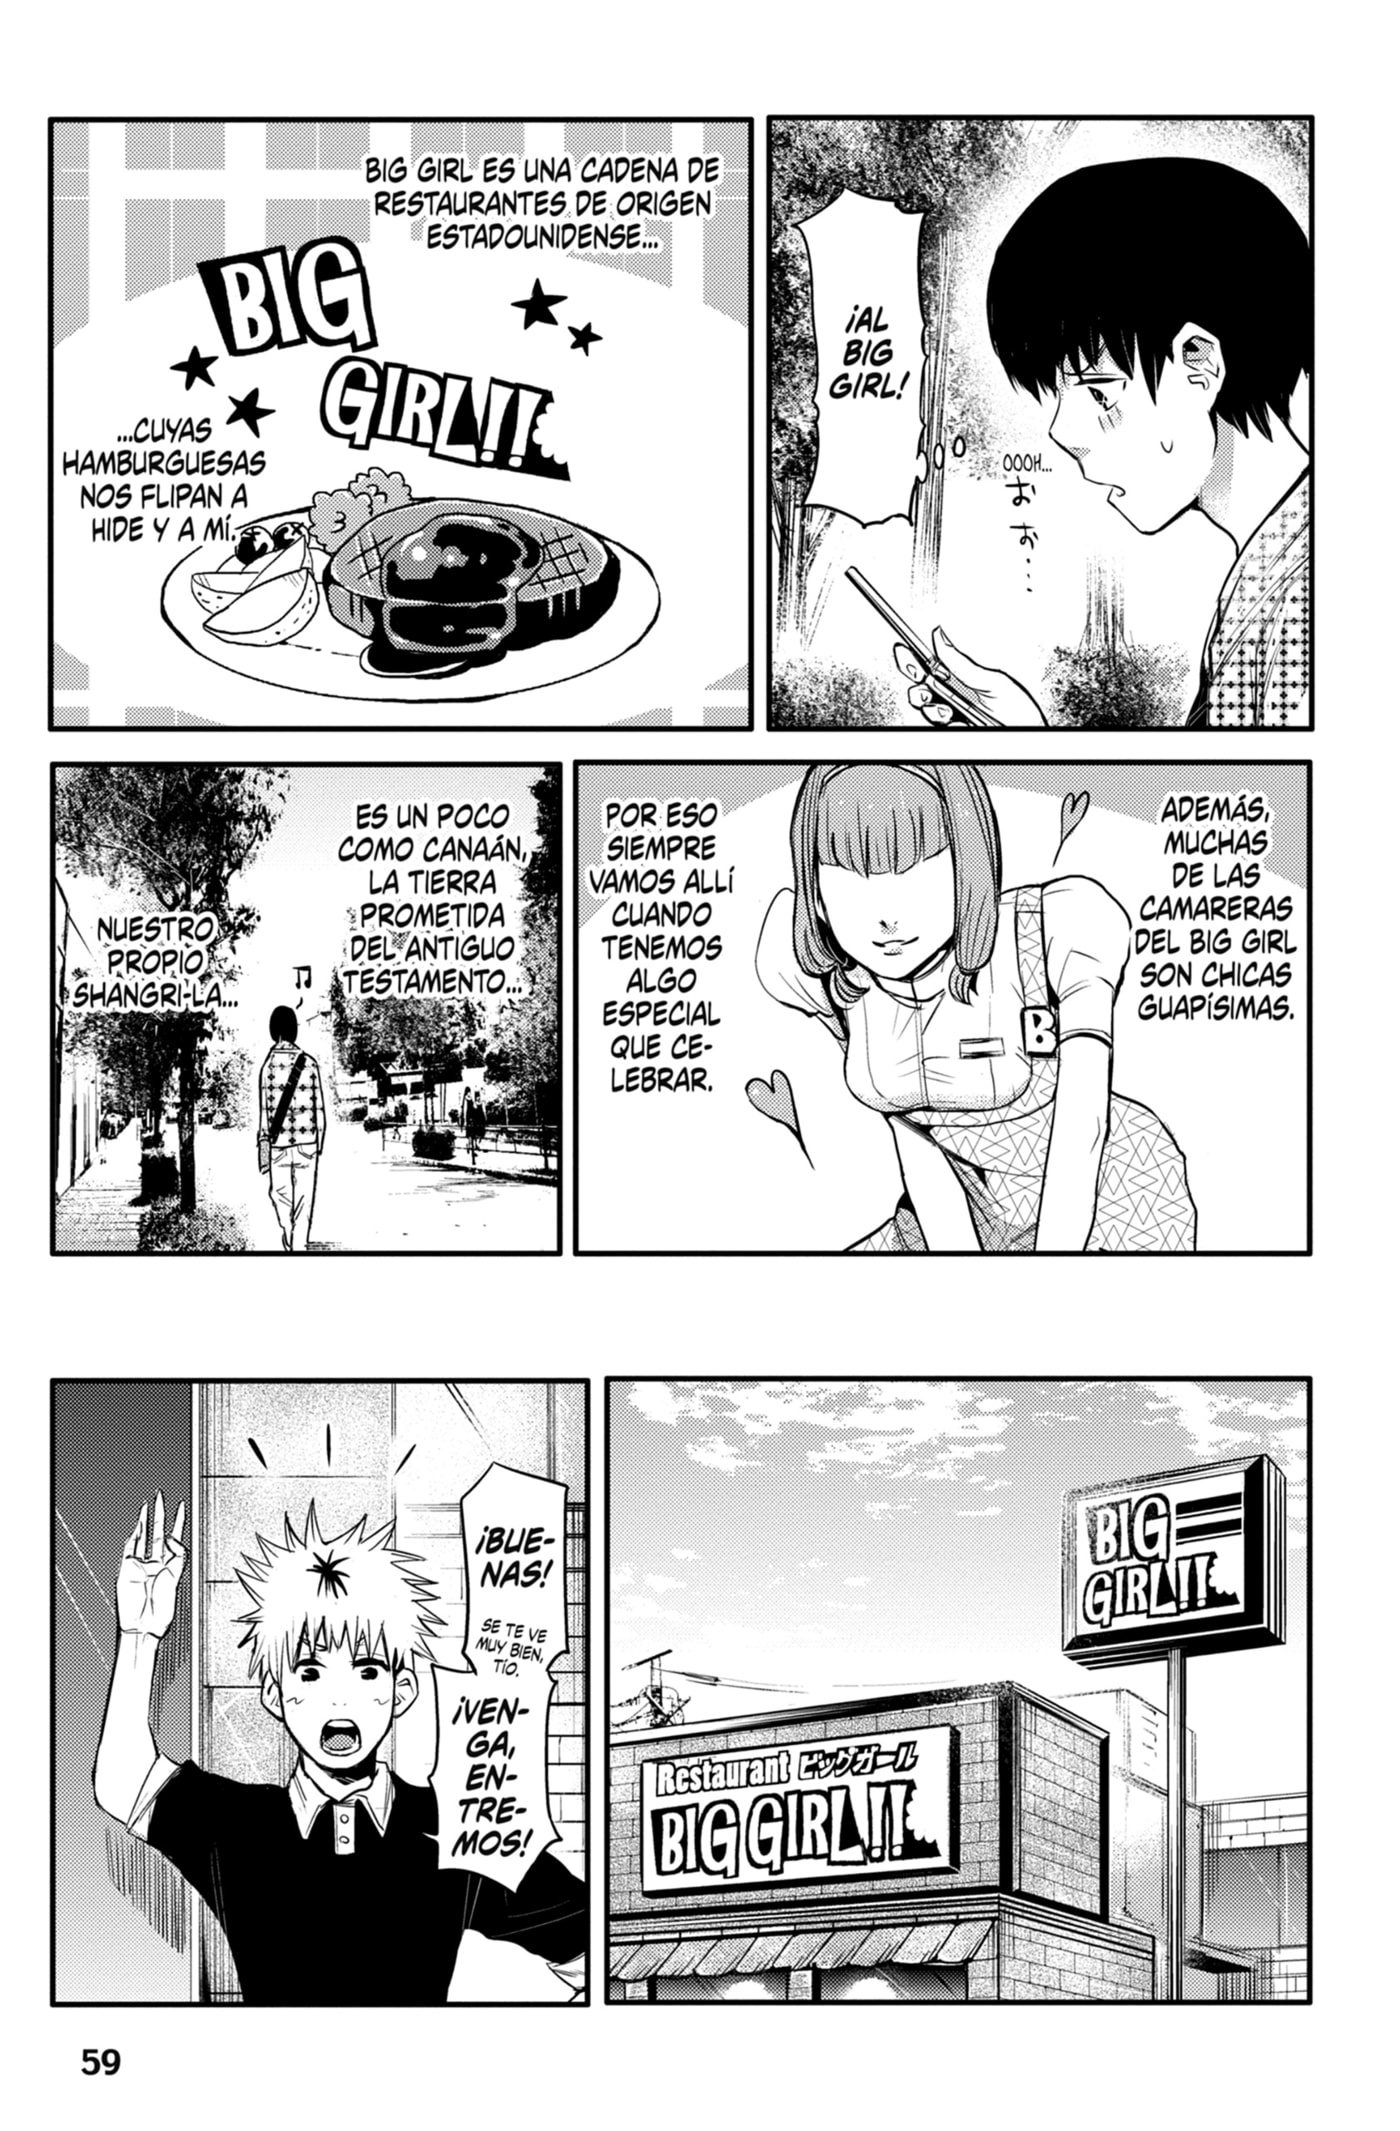 ¡AL
BIG
GIRL!
OOOH...
おぉ...
BIG GIRL ES UNA CADENA DE
RESTAURANTES DE ORIGEN
ESTADOUNIDENSE...
BIG
GIRL!!
...CUYAS
HAMBURGUESAS
NOS FLIPAN A
HIDE Y A MÍ.
ADEMÁS,
MUCHAS
DE LAS
CAMARERAS
DEL BIG GIRL
SON CHICAS
GUAPÍSIMAS.
B
POR ESO
SIEMPRE
VAMOS ALLÍ
CUANDO
TENEMOS
ALGO
ESPECIAL
QUE CE-
LEBRAR.
ES UN POCO
COMO CANAÁN,
LA TIERRA
PROMETIDA
DEL ANTIGUO
TESTAMENTO...
NUESTRO
PROPIO
SHANGRI-LA...
BIG
GIRL!!
Restaurant ビッグガール
BIG GIRL!!
¡BUE-
NAS!
SE TE VE
MUY BIEN,
TÍO.
¡VEN-
GA,
EN-
TRE-
MOS!
59